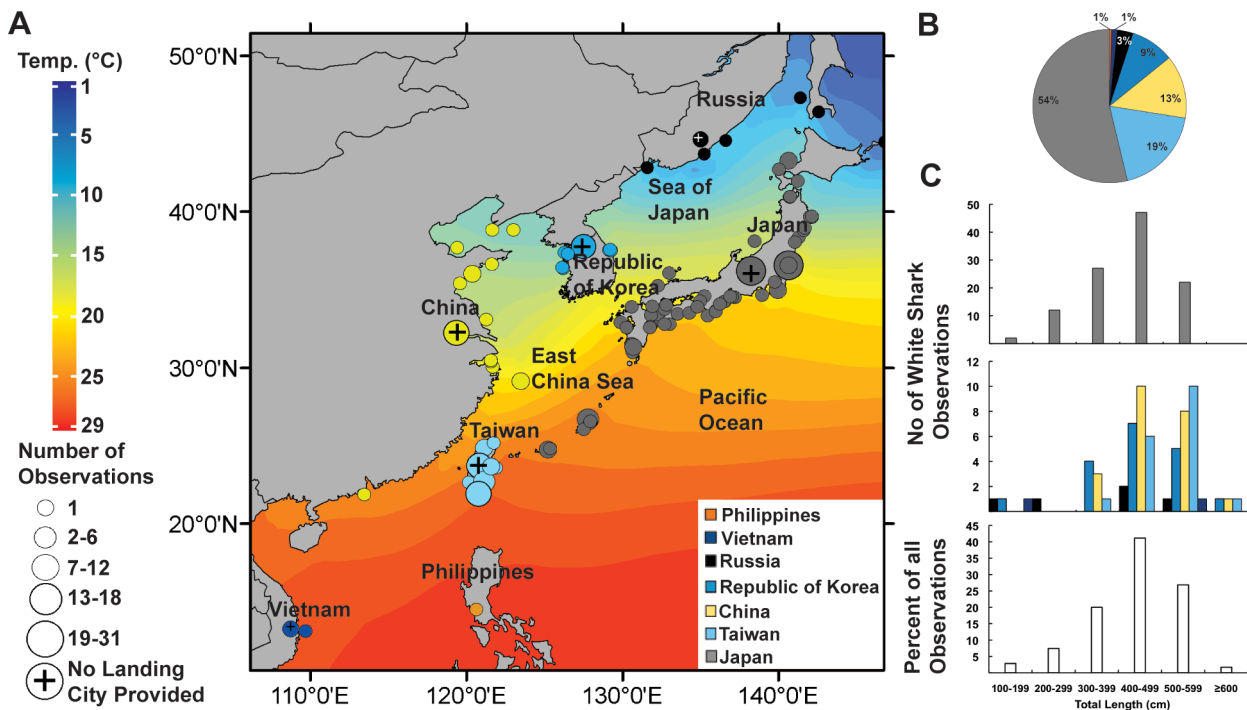 A
Temp. (°C)
1
5
10
15
20
25
29
Number of
Observations
1
2-6
7-12
13-18
19-31
No Landing
City Provided
50°0'N
40°0'N
30°0'N
20°0'N
110°0'E
120°0'E
130°0'E
140°0'E
Russia
Sea of
Japan
Japan
Republic
of Korea
China
East
China Sea
Pacific
Ocean
Taiwan
Philippines
Vietnam
Philippines
Vietnam
Russia
Republic of Korea
China
Taiwan
Japan
B
1%
1%
3%
9%
13%
19%
54%
C
No of White Shark
Observations
50
40
30
20
10
12
10
8
6
4
2
Percent of all
Observations
45
40
35
30
25
20
15
10
5
100-199 200-299 300-399 400-499 500-599 ≥600
Total Length (cm)